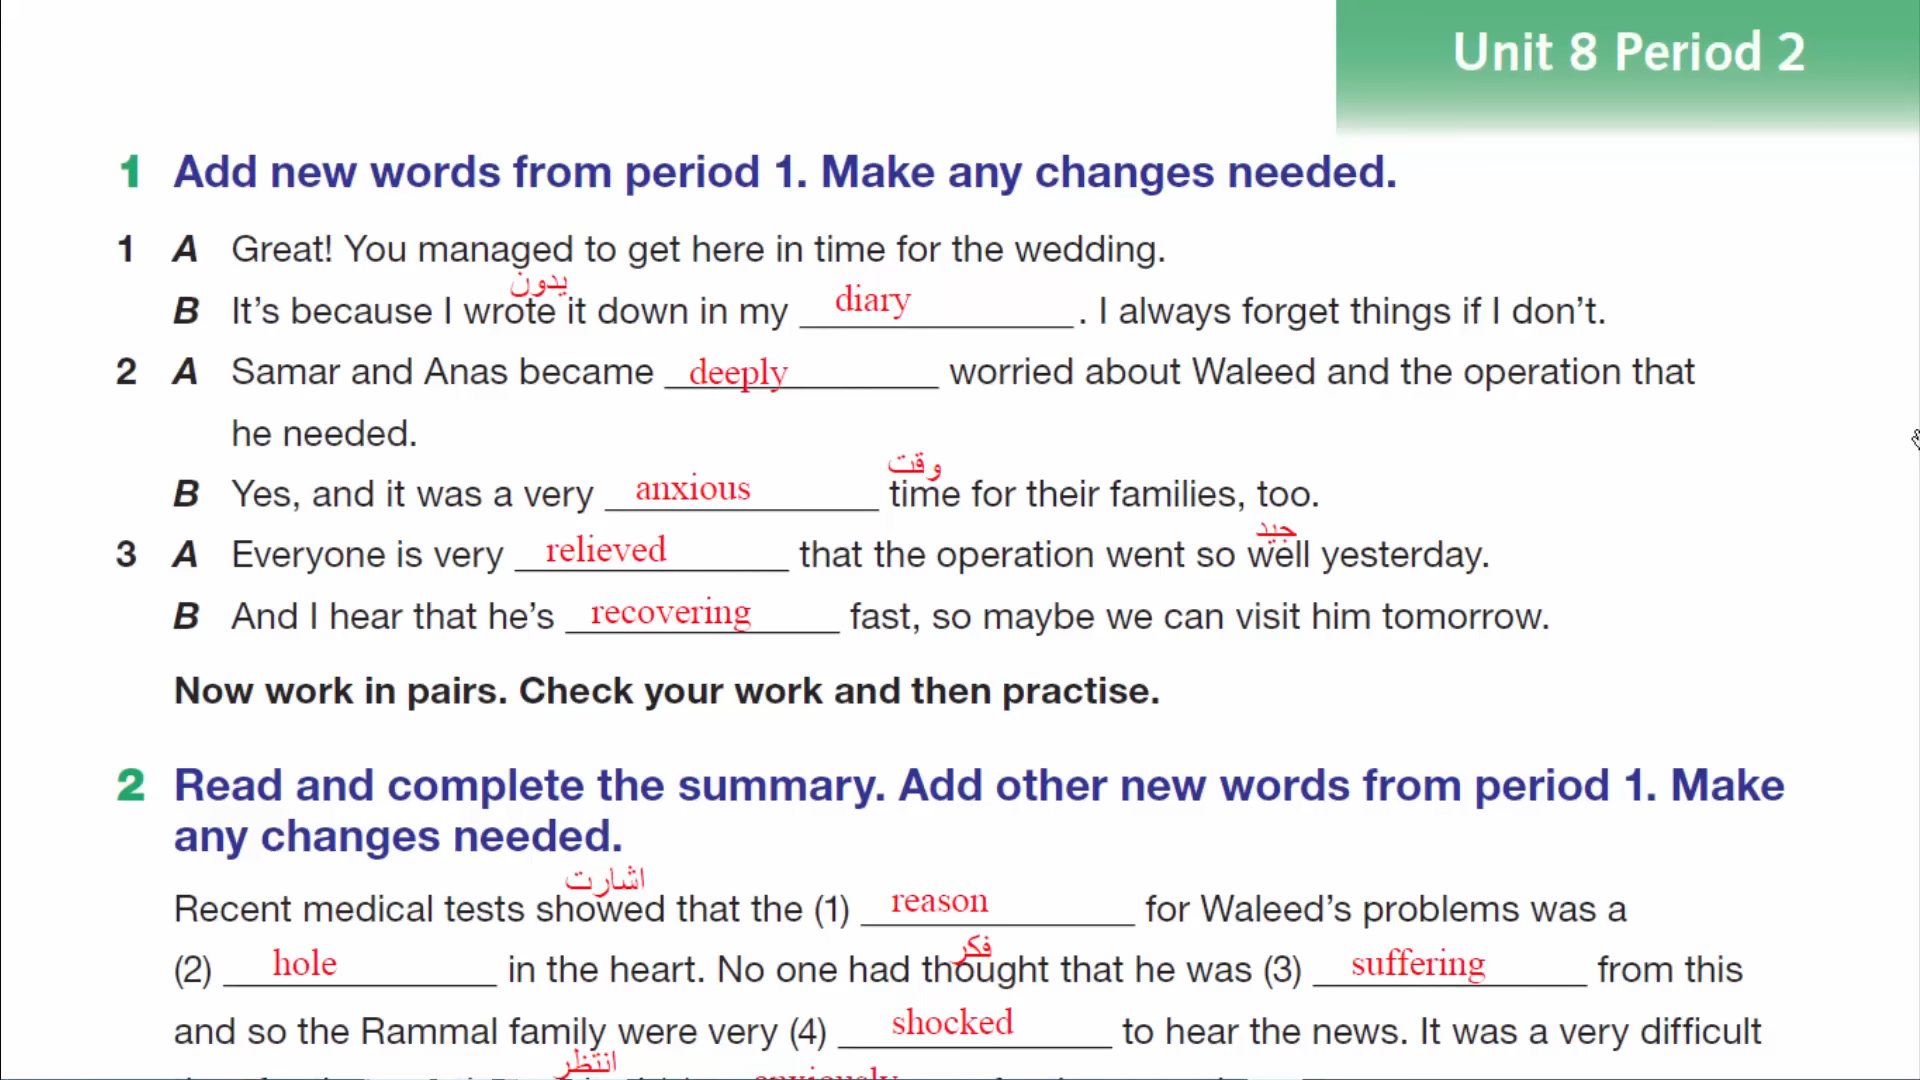 Unit 8 Period 2
1 Add new words from period 1. Make any changes needed.
1 A Great! You managed to get here in time for the wedding.
يدون
B It’s because I wrote it down in my diary. I always forget things if I don’t.
2 A Samar and Anas became deeply worried about Waleed and the operation that
he needed.
وقت
B Yes, and it was a very anxious time for their families, too.
جيد
3 A Everyone is very relieved that the operation went so well yesterday.
B And I hear that he’s recovering fast, so maybe we can visit him tomorrow.
Now work in pairs. Check your work and then practise.
2 Read and complete the summary. Add other new words from period 1. Make
any changes needed.
اشارت
Recent medical tests showed that the (1) reason for Waleed’s problems was a
فكر
(2) hole in the heart. No one had thought that he was (3) suffering from this
and so the Rammal family were very (4) shocked to hear the news. It was a very difficult
انتظر
anxiously